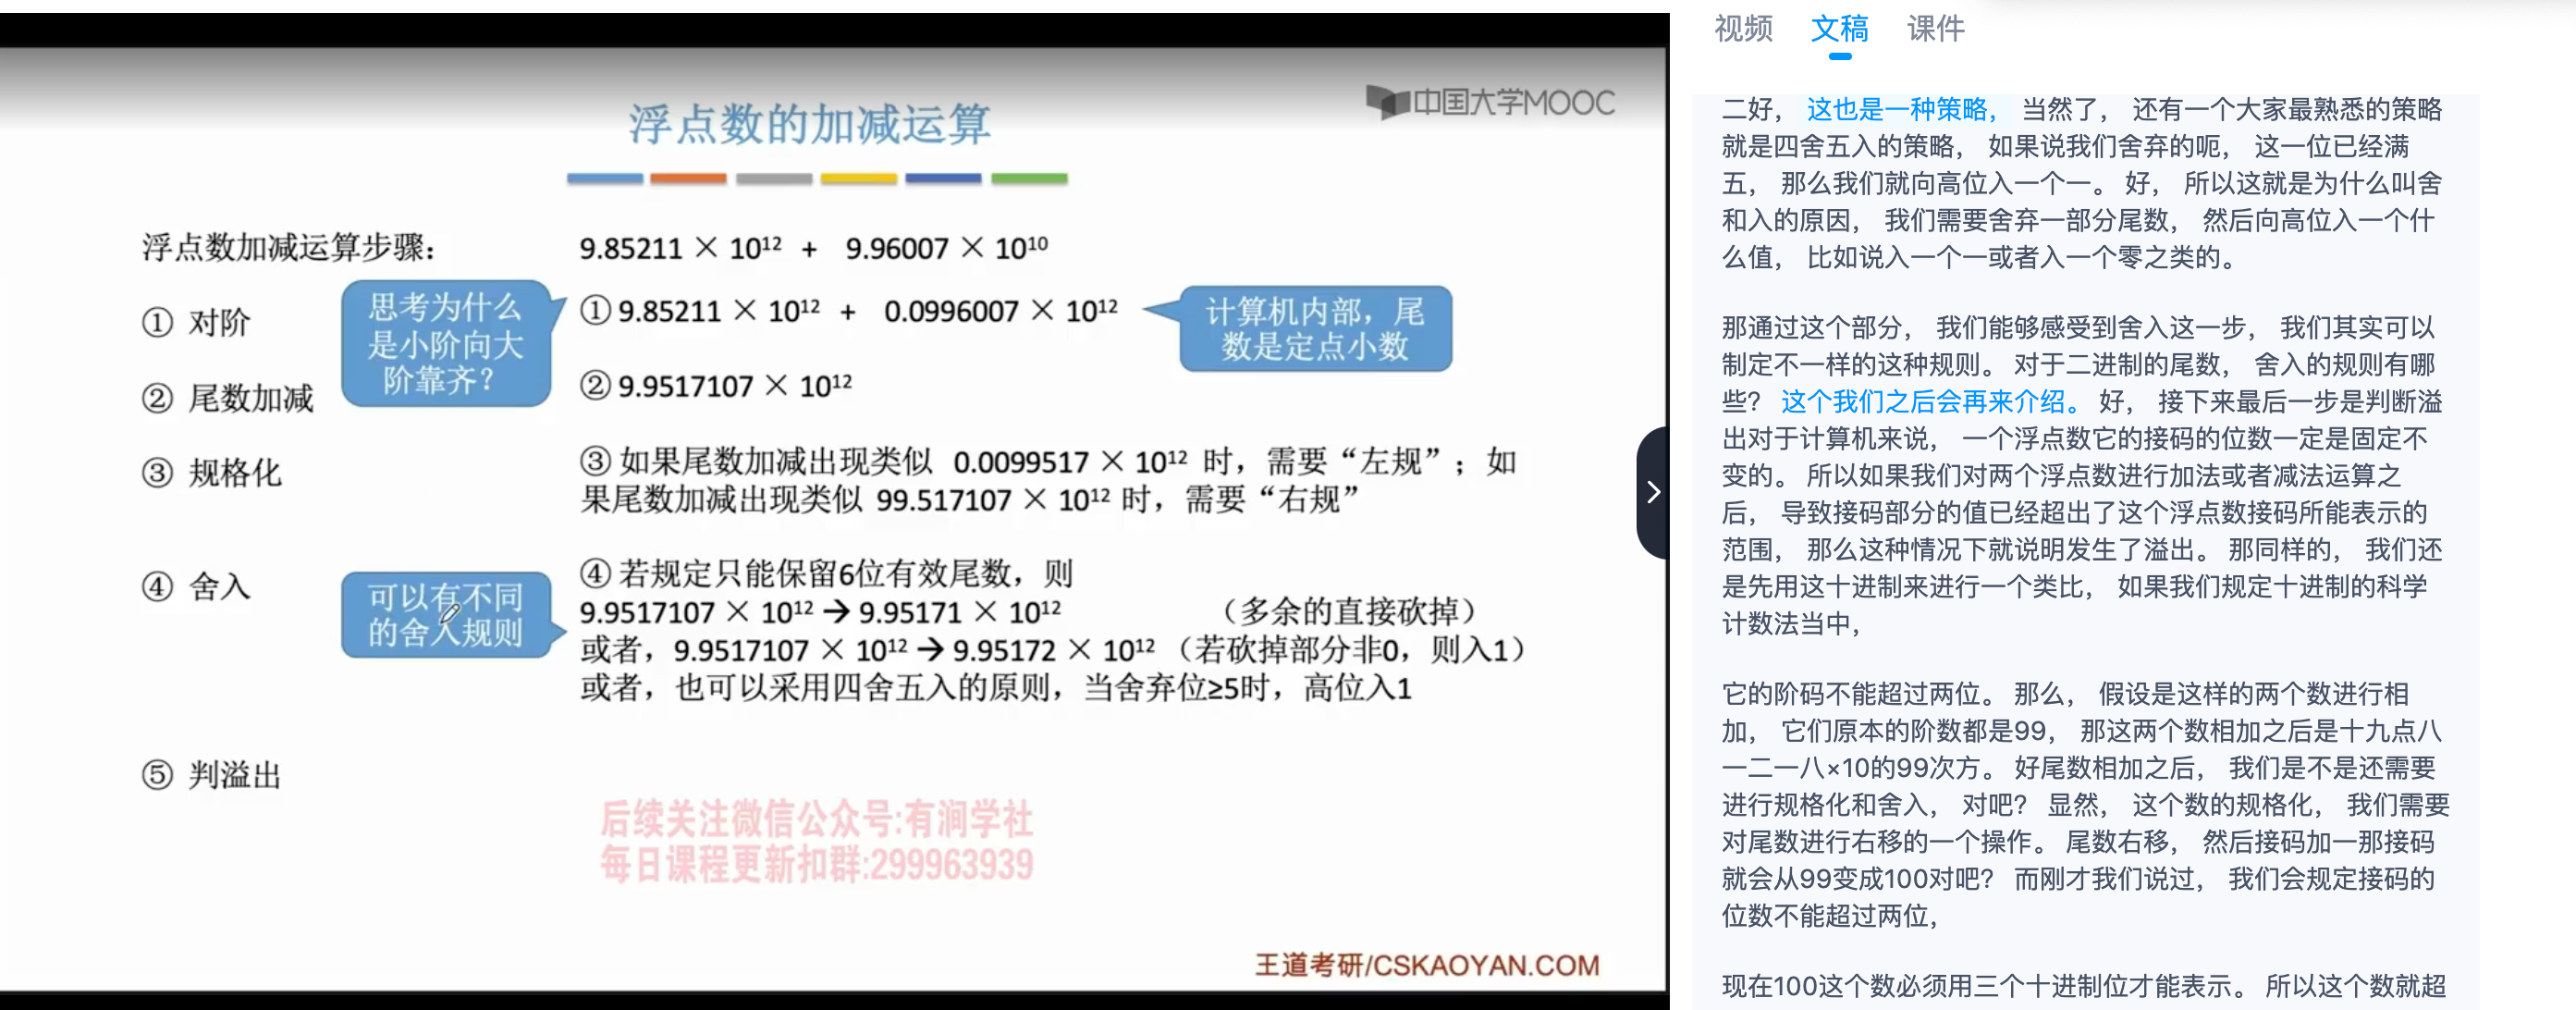 中国大学MOOC
浮点数的加减运算
浮点数加减运算步骤：
9.85211 × 10¹² + 9.96007 × 10¹⁰
① 对阶
思考为什么
是小阶向大
阶靠齐？
① 9.85211 × 10¹² + 0.0996007 × 10¹²
计算机内部，尾
数是定点小数
② 尾数加减
② 9.9517107 × 10¹²
③ 规格化
③ 如果尾数加减出现类似 0.0099517 × 10¹² 时，需要“左规”；如
果尾数加减出现类似 99.517107 × 10¹² 时，需要“右规”
④ 舍入
可以有不同
的舍入规则
④ 若规定只能保留6位有效尾数，则
9.9517107 × 10¹² → 9.95171 × 10¹² （多余的直接砍掉）
或者，9.9517107 × 10¹² → 9.95172 × 10¹² （若砍掉部分非0，则入1）
或者，也可以采用四舍五入的原则，当舍弃位≥5时，高位入1
⑤ 判溢出
后续关注微信公众号:有涧学社
每日课程更新扣群:299963939
王道考研/CSKAOYAN.COM
视频 文稿 课件
二好， 这也是一种策略， 当然了， 还有一个大家最熟悉的策略
就是四舍五入的策略， 如果说我们舍弃的呃， 这一位已经满
五， 那么我们就向高位入一个一。 好， 所以这就是为什么叫舍
和入的原因， 我们需要舍弃一部分尾数， 然后向高位入一个什
么值， 比如说入一个一或者入一个零之类的。
那通过这个部分， 我们能够感受到舍入这一步， 我们其实可以
制定不一样的这种规则。 对于二进制的尾数， 舍入的规则有哪
些？ 这个我们之后会再来介绍。 好， 接下来最后一步是判断溢
出对于计算机来说， 一个浮点数它的接码的位数一定是固定不
变的。 所以如果我们对两个浮点数进行加法或者减法运算之
后， 导致接码部分的值已经超出了这个浮点数接码所能表示的
范围， 那么这种情况下就说明发生了溢出。 那同样的， 我们还
是先用这十进制来进行一个类比， 如果我们规定十进制的科学
计数法当中，
它的阶码不能超过两位。 那么， 假设是这样的两个数进行相
加， 它们原本的阶数都是99， 那这两个数相加之后是十九点八
一二一八×10的99次方。 好尾数相加之后， 我们是不是还需要
进行规格化和舍入， 对吧？ 显然， 这个数的规格化， 我们需要
对尾数进行右移的一个操作。 尾数右移， 然后接码加一那接码
就会从99变成100对吧？ 而刚才我们说过， 我们会规定接码的
位数不能超过两位，
现在100这个数必须用三个十进制位才能表示。 所以这个数就超